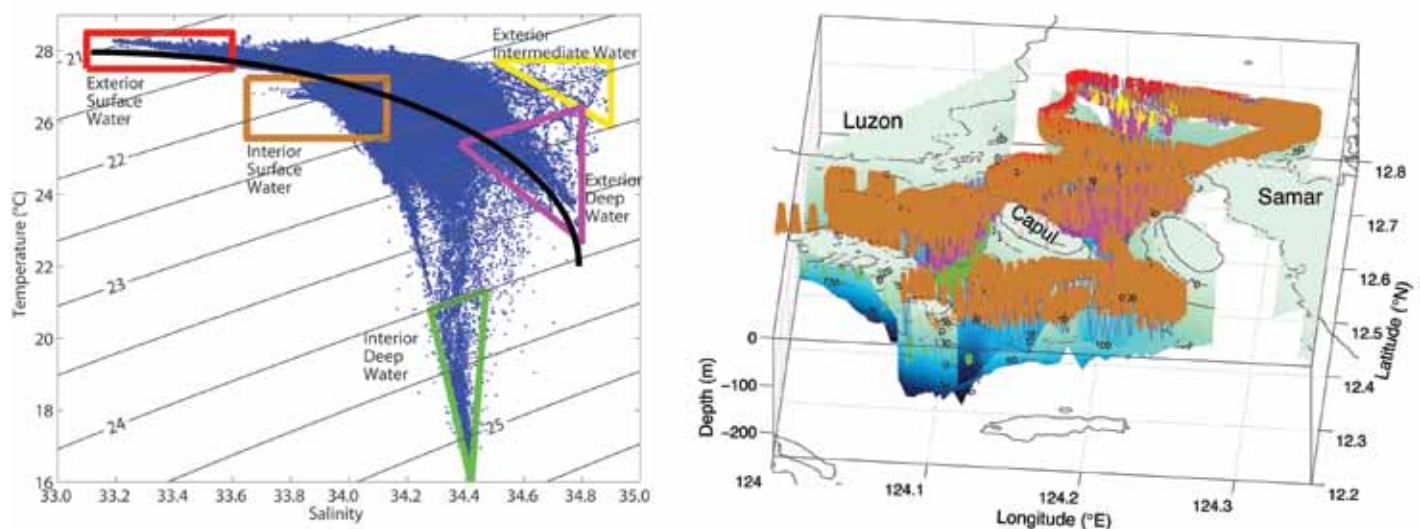 28
26
24
22
20
18
16
Temperature (°C)
33.0 33.2 33.4 33.6 33.8 34.0 34.2 34.4 34.6 34.8 35.0
Salinity
21
22
23
24
25
Exterior
Surface
Water
Interior
Surface
Water
Exterior
Intermediate Water
Exterior
Deep
Water
Interior
Deep
Water
Luzon
Samar
Capul
0
−100
−200
Depth (m)
124 124.1 124.2 124.3
Longitude (°E)
12.8
12.7
12.6
12.5
12.4
12.3
12.2
Latitude (°N)